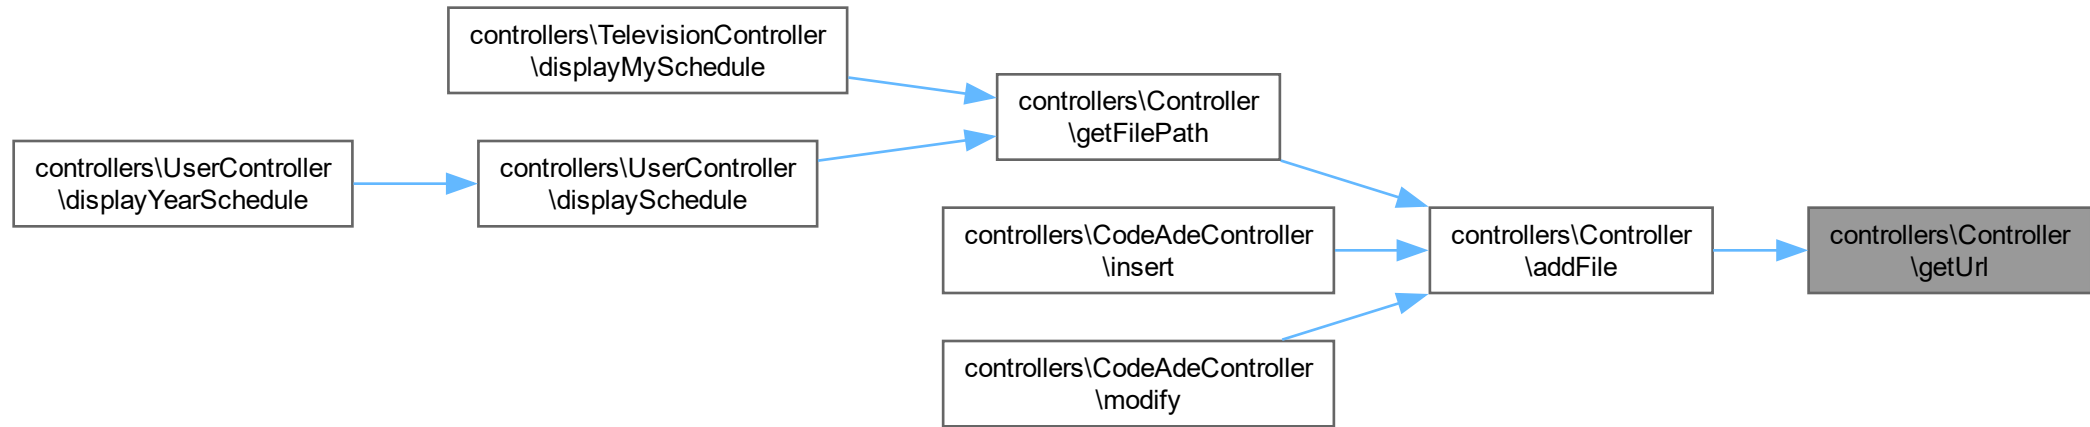 controllers\TelevisionController
\displayMySchedule
controllers\Controller
\getFilePath
controllers\UserController
\displayYearSchedule
controllers\UserController
\displaySchedule
controllers\CodeAdeController
\insert
controllers\Controller
\addFile
controllers\Controller
\getUrl
controllers\CodeAdeController
\modify